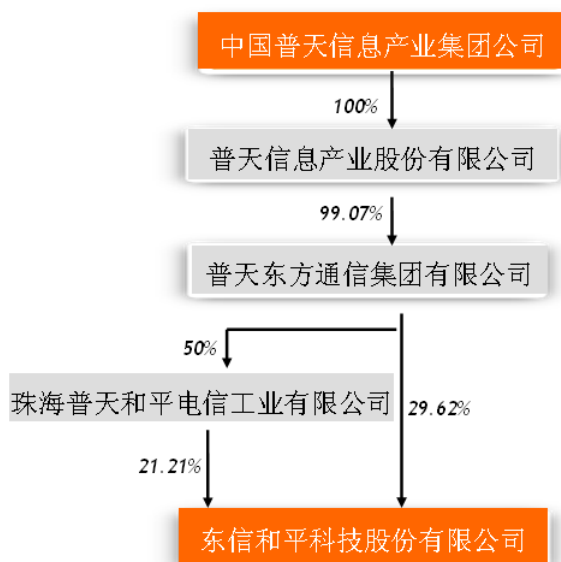 中国普天信息产业集团公司
100%
普天信息产业股份有限公司
99.07%
普天东方通信集团有限公司
50%
珠海普天和平电信工业有限公司
29.62%
21.21%
东信和平科技股份有限公司